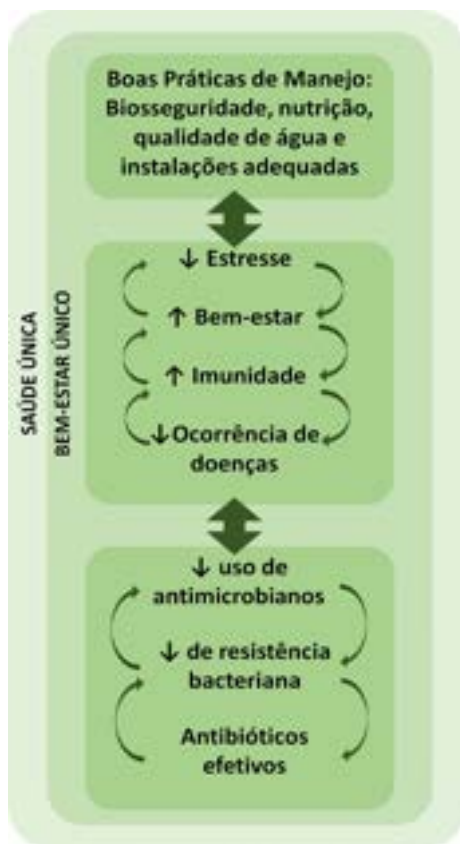 SAÚDE ÚNICA
BEM-ESTAR ÚNICO
Boas Práticas de Manejo:
Biosseguridade, nutrição,
qualidade de água e
instalações adequadas
↓ Estresse
↑ Bem-estar
↑ Imunidade
↓Ocorrência de
doenças
↓ uso de
antimicrobianos
↓ de resistência
bacteriana
Antibióticos
efetivos